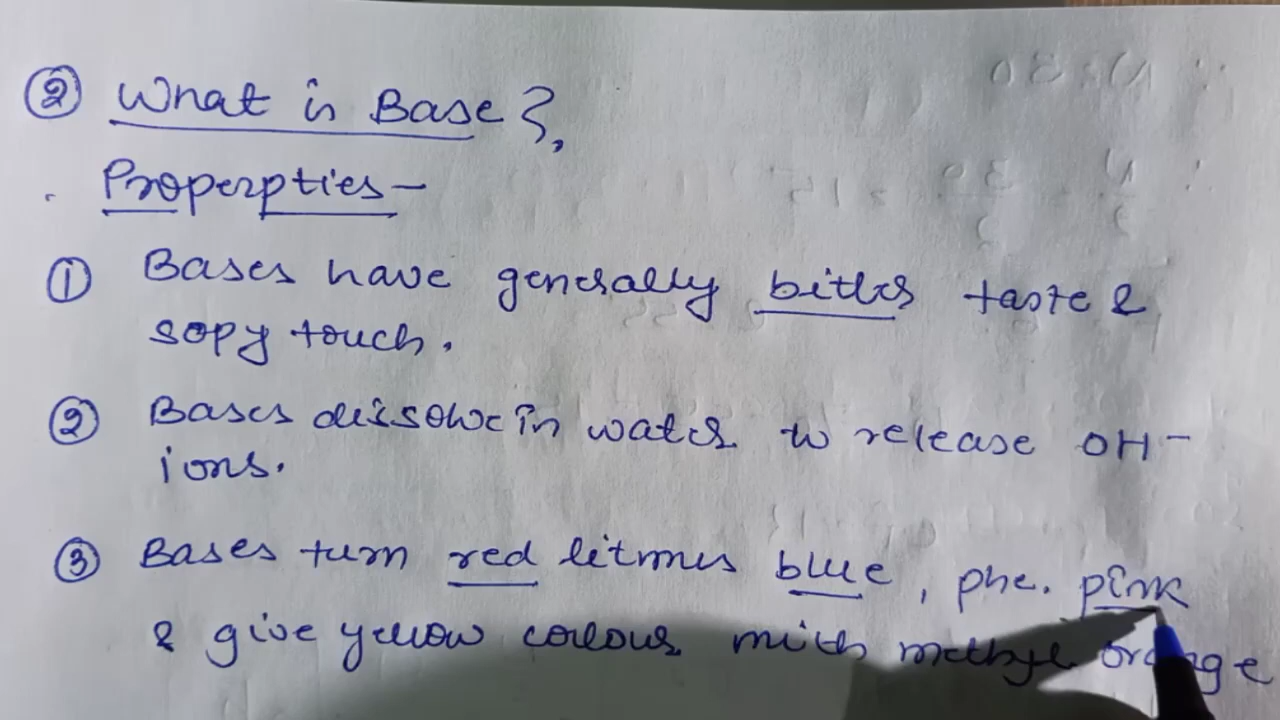 ② What is Base?,
Properpties-
① Bases have generally bitter taste &
sopy touch.
② Bases dissolve in water to release OH-
ions.
③ Bases turn red litmus blue, phe. pink
& give yellow colour with methyl orange